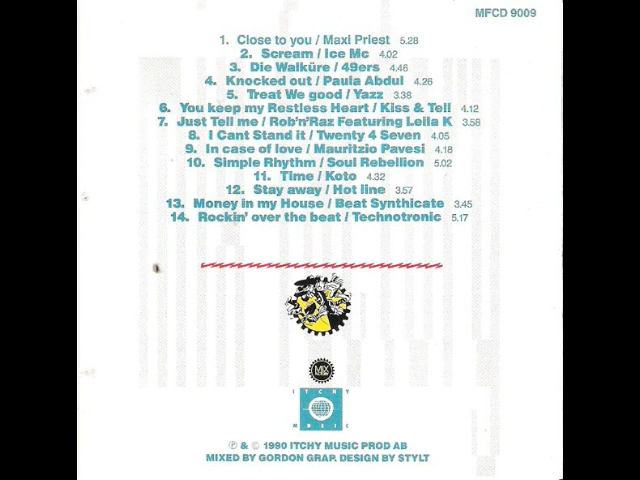 MFCD 9009
1. Close to you / Maxi Priest 5.28
2. Scream / Ice Mc 4.02
3. Die Walküre / 49ers 4.46
4. Knocked out / Paula Abdul 4.26
5. Treat We good / Yazz 3.38
6. You keep my Restless Heart / Kiss & Tell 4.12
7. Just Tell me / Rob'n'Raz Featuring Leila K 3.58
8. I Cant Stand it / Twenty 4 Seven 4.05
9. In case of love / Mauritzio Pavesi 4.18
10. Simple Rhythm / Soul Rebellion 5.02
11. Time / Koto 4.32
12. Stay away / Hot line 3.57
13. Money in my House / Beat Synthicate 3.45
14. Rockin' over the beat / Technotronic 5.17
MIX
ITCHY
MUSIC
℗ & © 1990 ITCHY MUSIC PROD AB
MIXED BY GORDON GRAP. DESIGN BY STYLT